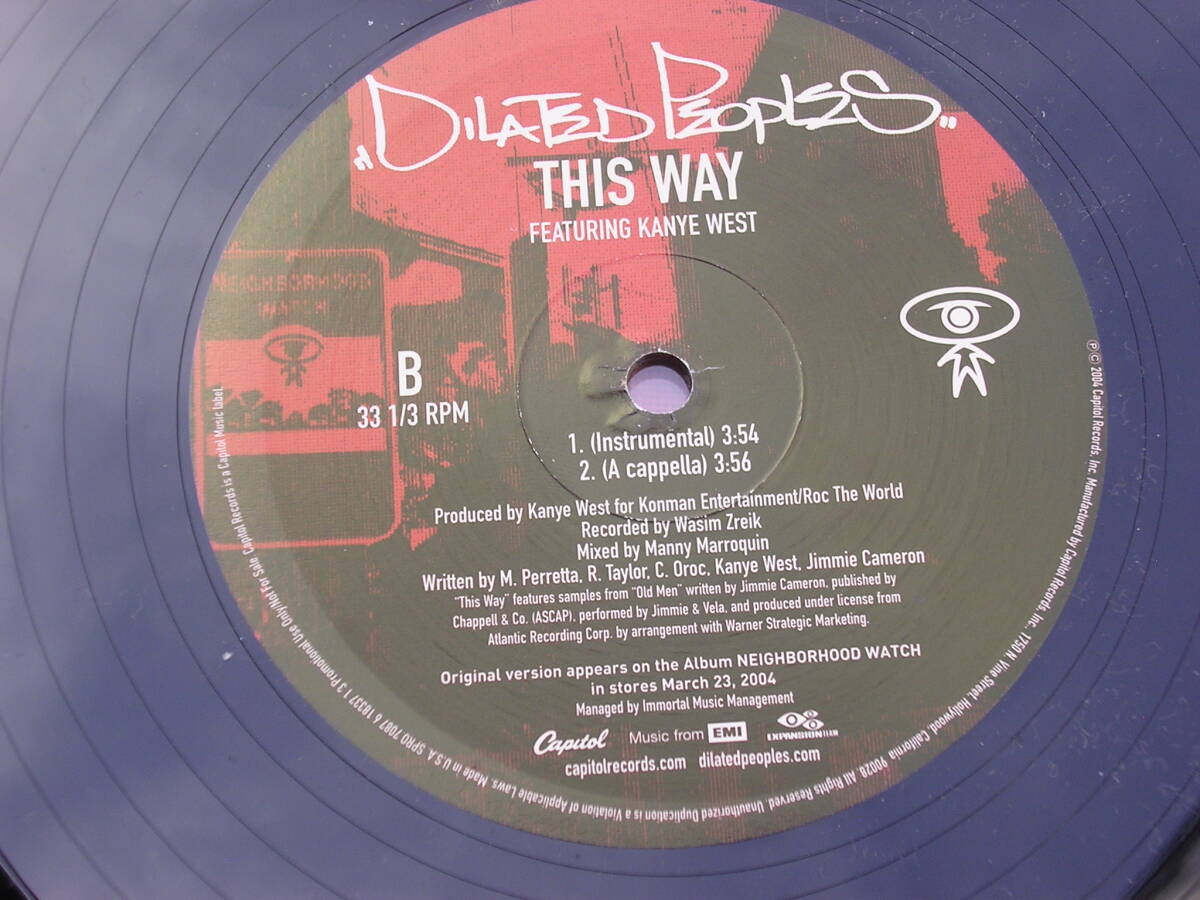 "DILATED PEOPLES"
THIS WAY
FEATURING KANYE WEST
NEIGHBORHOOD
WATCH
B
33 1/3 RPM
1. (Instrumental) 3:54
2. (A cappella) 3:56
Produced by Kanye West for Konman Entertainment/Roc The World
Recorded by Wasim Zreik
Mixed by Manny Marroquin
Written by M. Perretta, R. Taylor, C. Oroc, Kanye West, Jimmie Cameron
"This Way" features samples from "Old Men" written by Jimmie Cameron, published by
Chappell & Co. (ASCAP), performed by Jimmie & Vela, and produced under license from
Atlantic Recording Corp. by arrangement with Warner Strategic Marketing.
Original version appears on the Album NEIGHBORHOOD WATCH
in stores March 23, 2004
Managed by Immortal Music Management
Capitol Music from EMI EXPANSION TEAM
capitolrecords.com dilatedpeoples.com
℗ © 2004 Capitol Records, Inc. Manufactured by Capitol Records, Inc., 1750 N. Vine Street, Hollywood, California 90028. All Rights Reserved. Unauthorized Duplication is a Violation of Applicable Laws. Made in U.S.A. SPRO 7087 6 18337 1 3 Promotional Use Only/Not For Sale Capitol Records is a Capitol Music label.